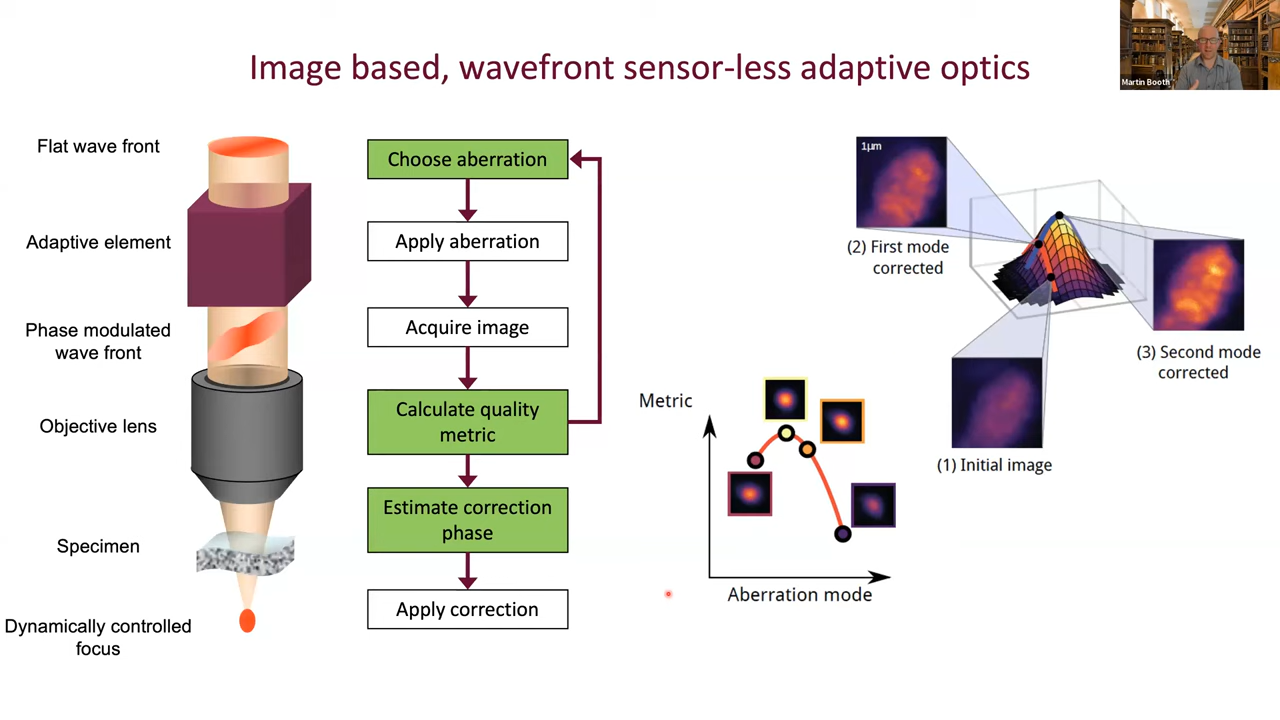 Image based, wavefront sensor-less adaptive optics
Martin Booth
Flat wave front
Adaptive element
Phase modulated
wave front
Objective lens
Specimen
Dynamically controlled
focus
Choose aberration
Apply aberration
Acquire image
Calculate quality
metric
Estimate correction
phase
Apply correction
Metric
Aberration mode
1µm
(2) First mode
corrected
(3) Second mode
corrected
(1) Initial image